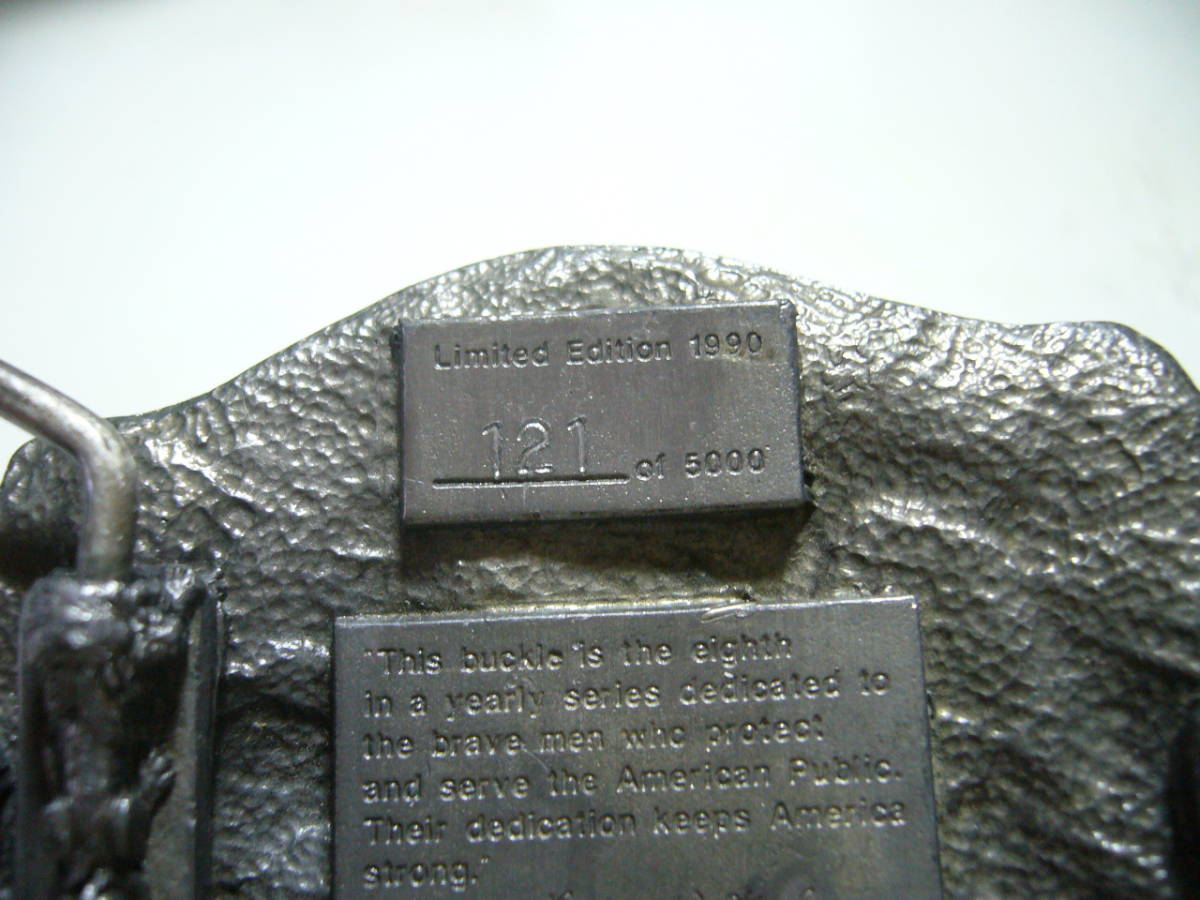 Limited Edition 1990
121 of 5000
"This buckle is the eighth
in a yearly series dedicated to
the brave men who protect
and serve the American Public.
Their dedication keeps America
strong."